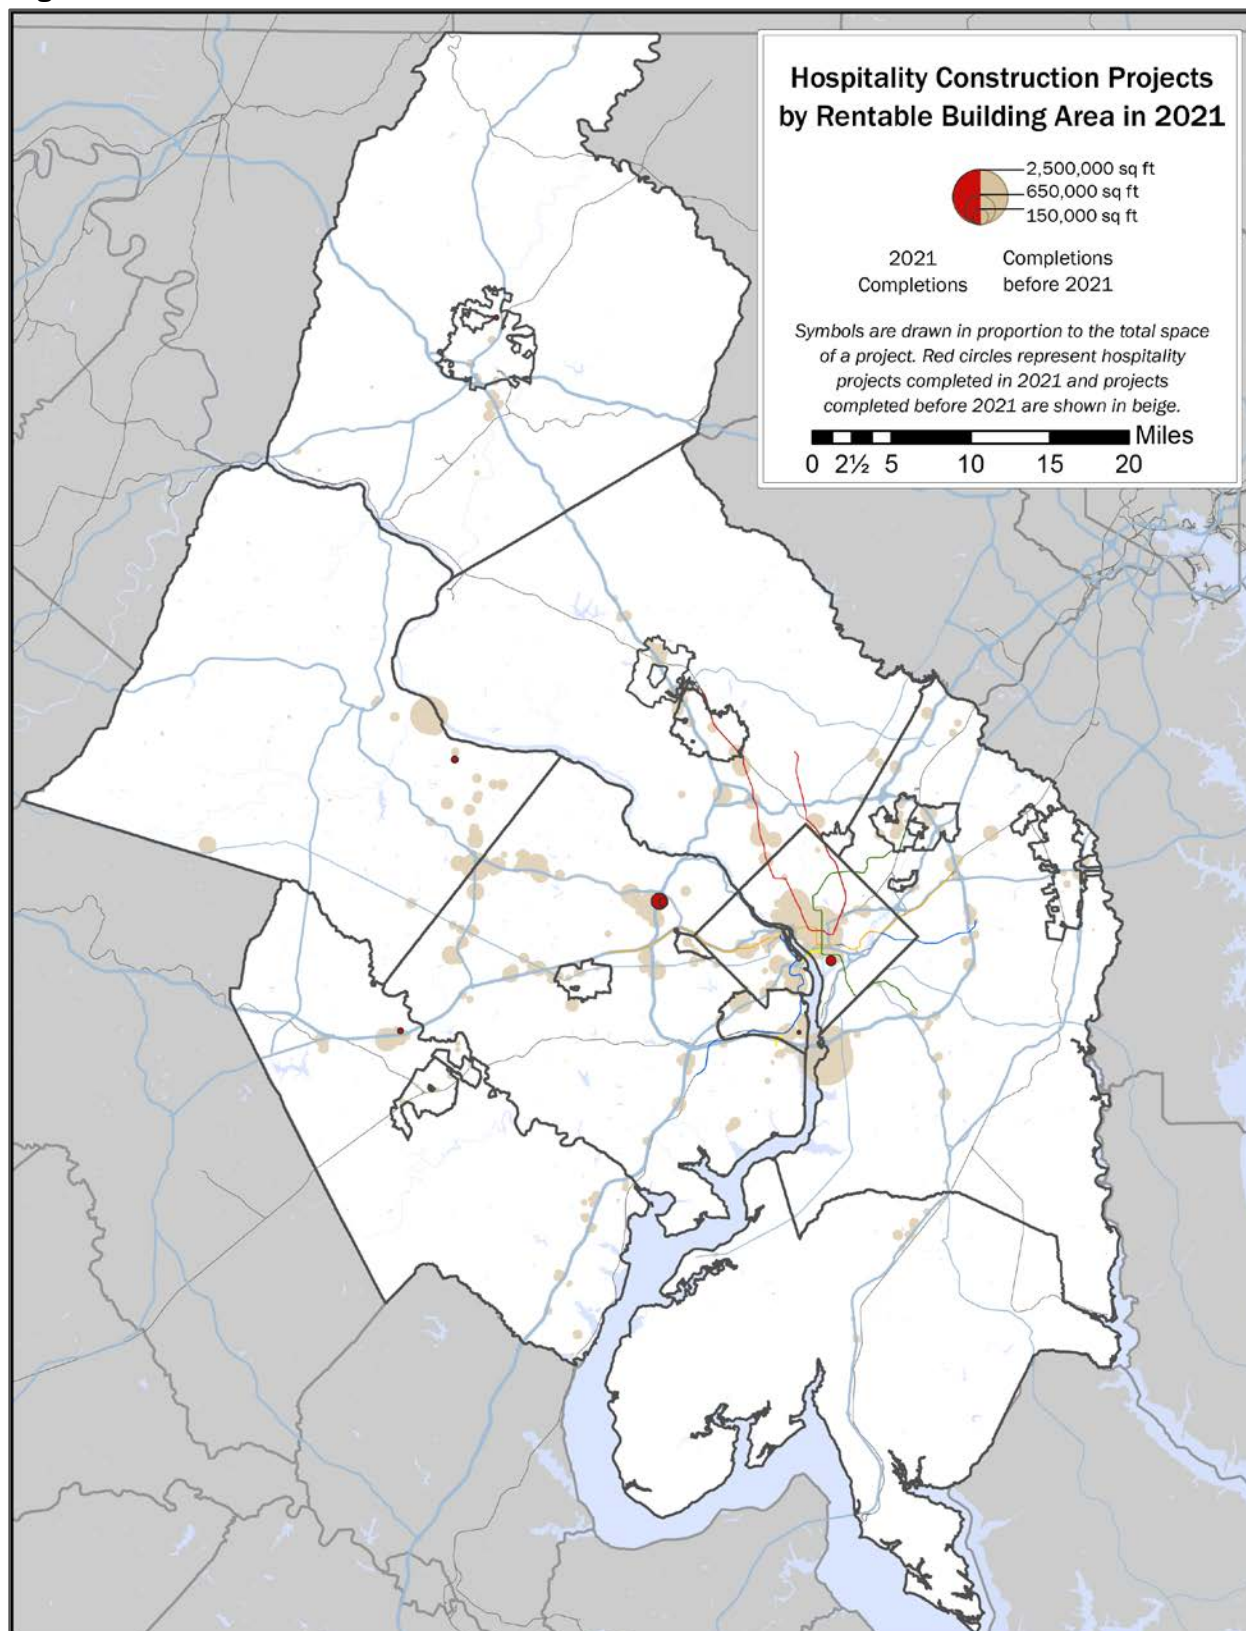 Hospitality Construction Projects
by Rentable Building Area in 2021
2,500,000 sq ft
650,000 sq ft
150,000 sq ft
2021
Completions
Completions
before 2021
Symbols are drawn in proportion to the total space
of a project. Red circles represent hospitality
projects completed in 2021 and projects
completed before 2021 are shown in beige.
Miles
0 2½ 5 10 15 20